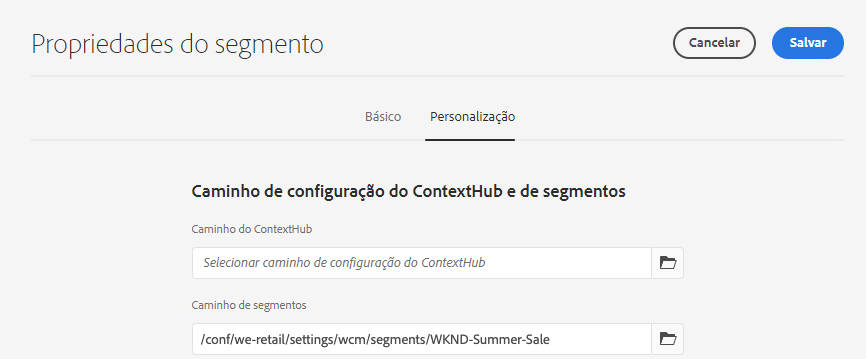 Propriedades do segmento
Cancelar
Salvar
Básico
Personalização
Caminho de configuração do ContextHub e de segmentos
Caminho do ContextHub
Selecionar caminho de configuração do ContextHub
Caminho de segmentos
/conf/we-retail/settings/wcm/segments/WKND-Summer-Sale